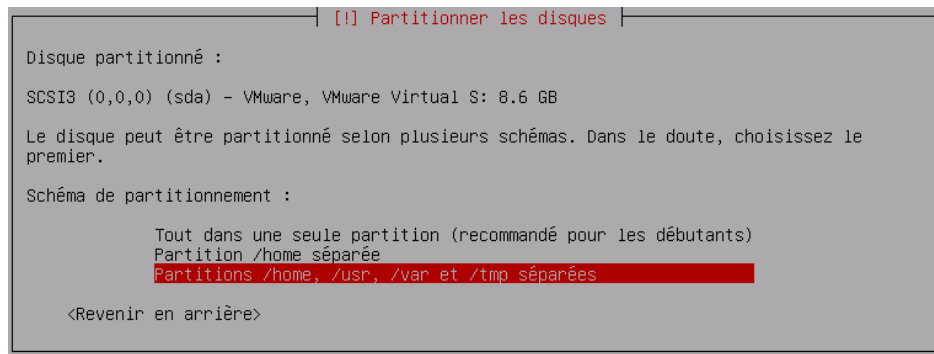 [!] Partitionner les disques
Disque partitionné :
SCSI3 (0,0,0) (sda) – VMware, VMware Virtual S: 8.6 GB
Le disque peut être partitionné selon plusieurs schémas. Dans le doute, choisissez le
premier.
Schéma de partitionnement :
Tout dans une seule partition (recommandé pour les débutants)
Partition /home séparée
Partitions /home, /usr, /var et /tmp séparées
<Revenir en arrière>